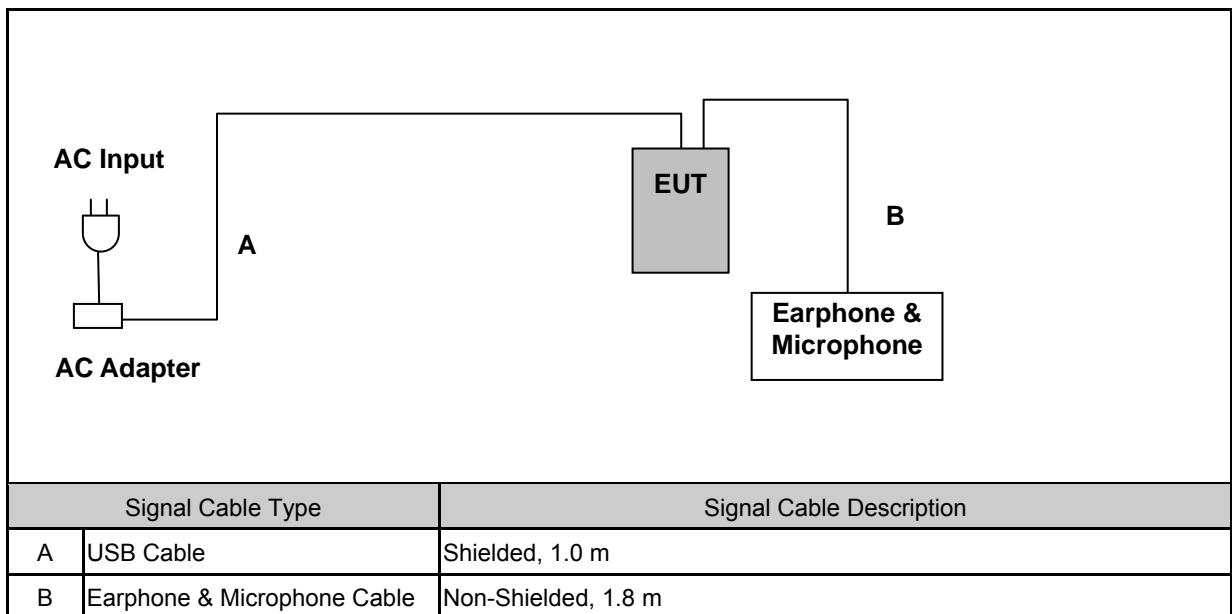 AC Input
EUT
A
B
Earphone &
Microphone
AC Adapter
Signal Cable Type Signal Cable Description
A USB Cable Shielded, 1.0 m
B Earphone & Microphone Cable Non-Shielded, 1.8 m